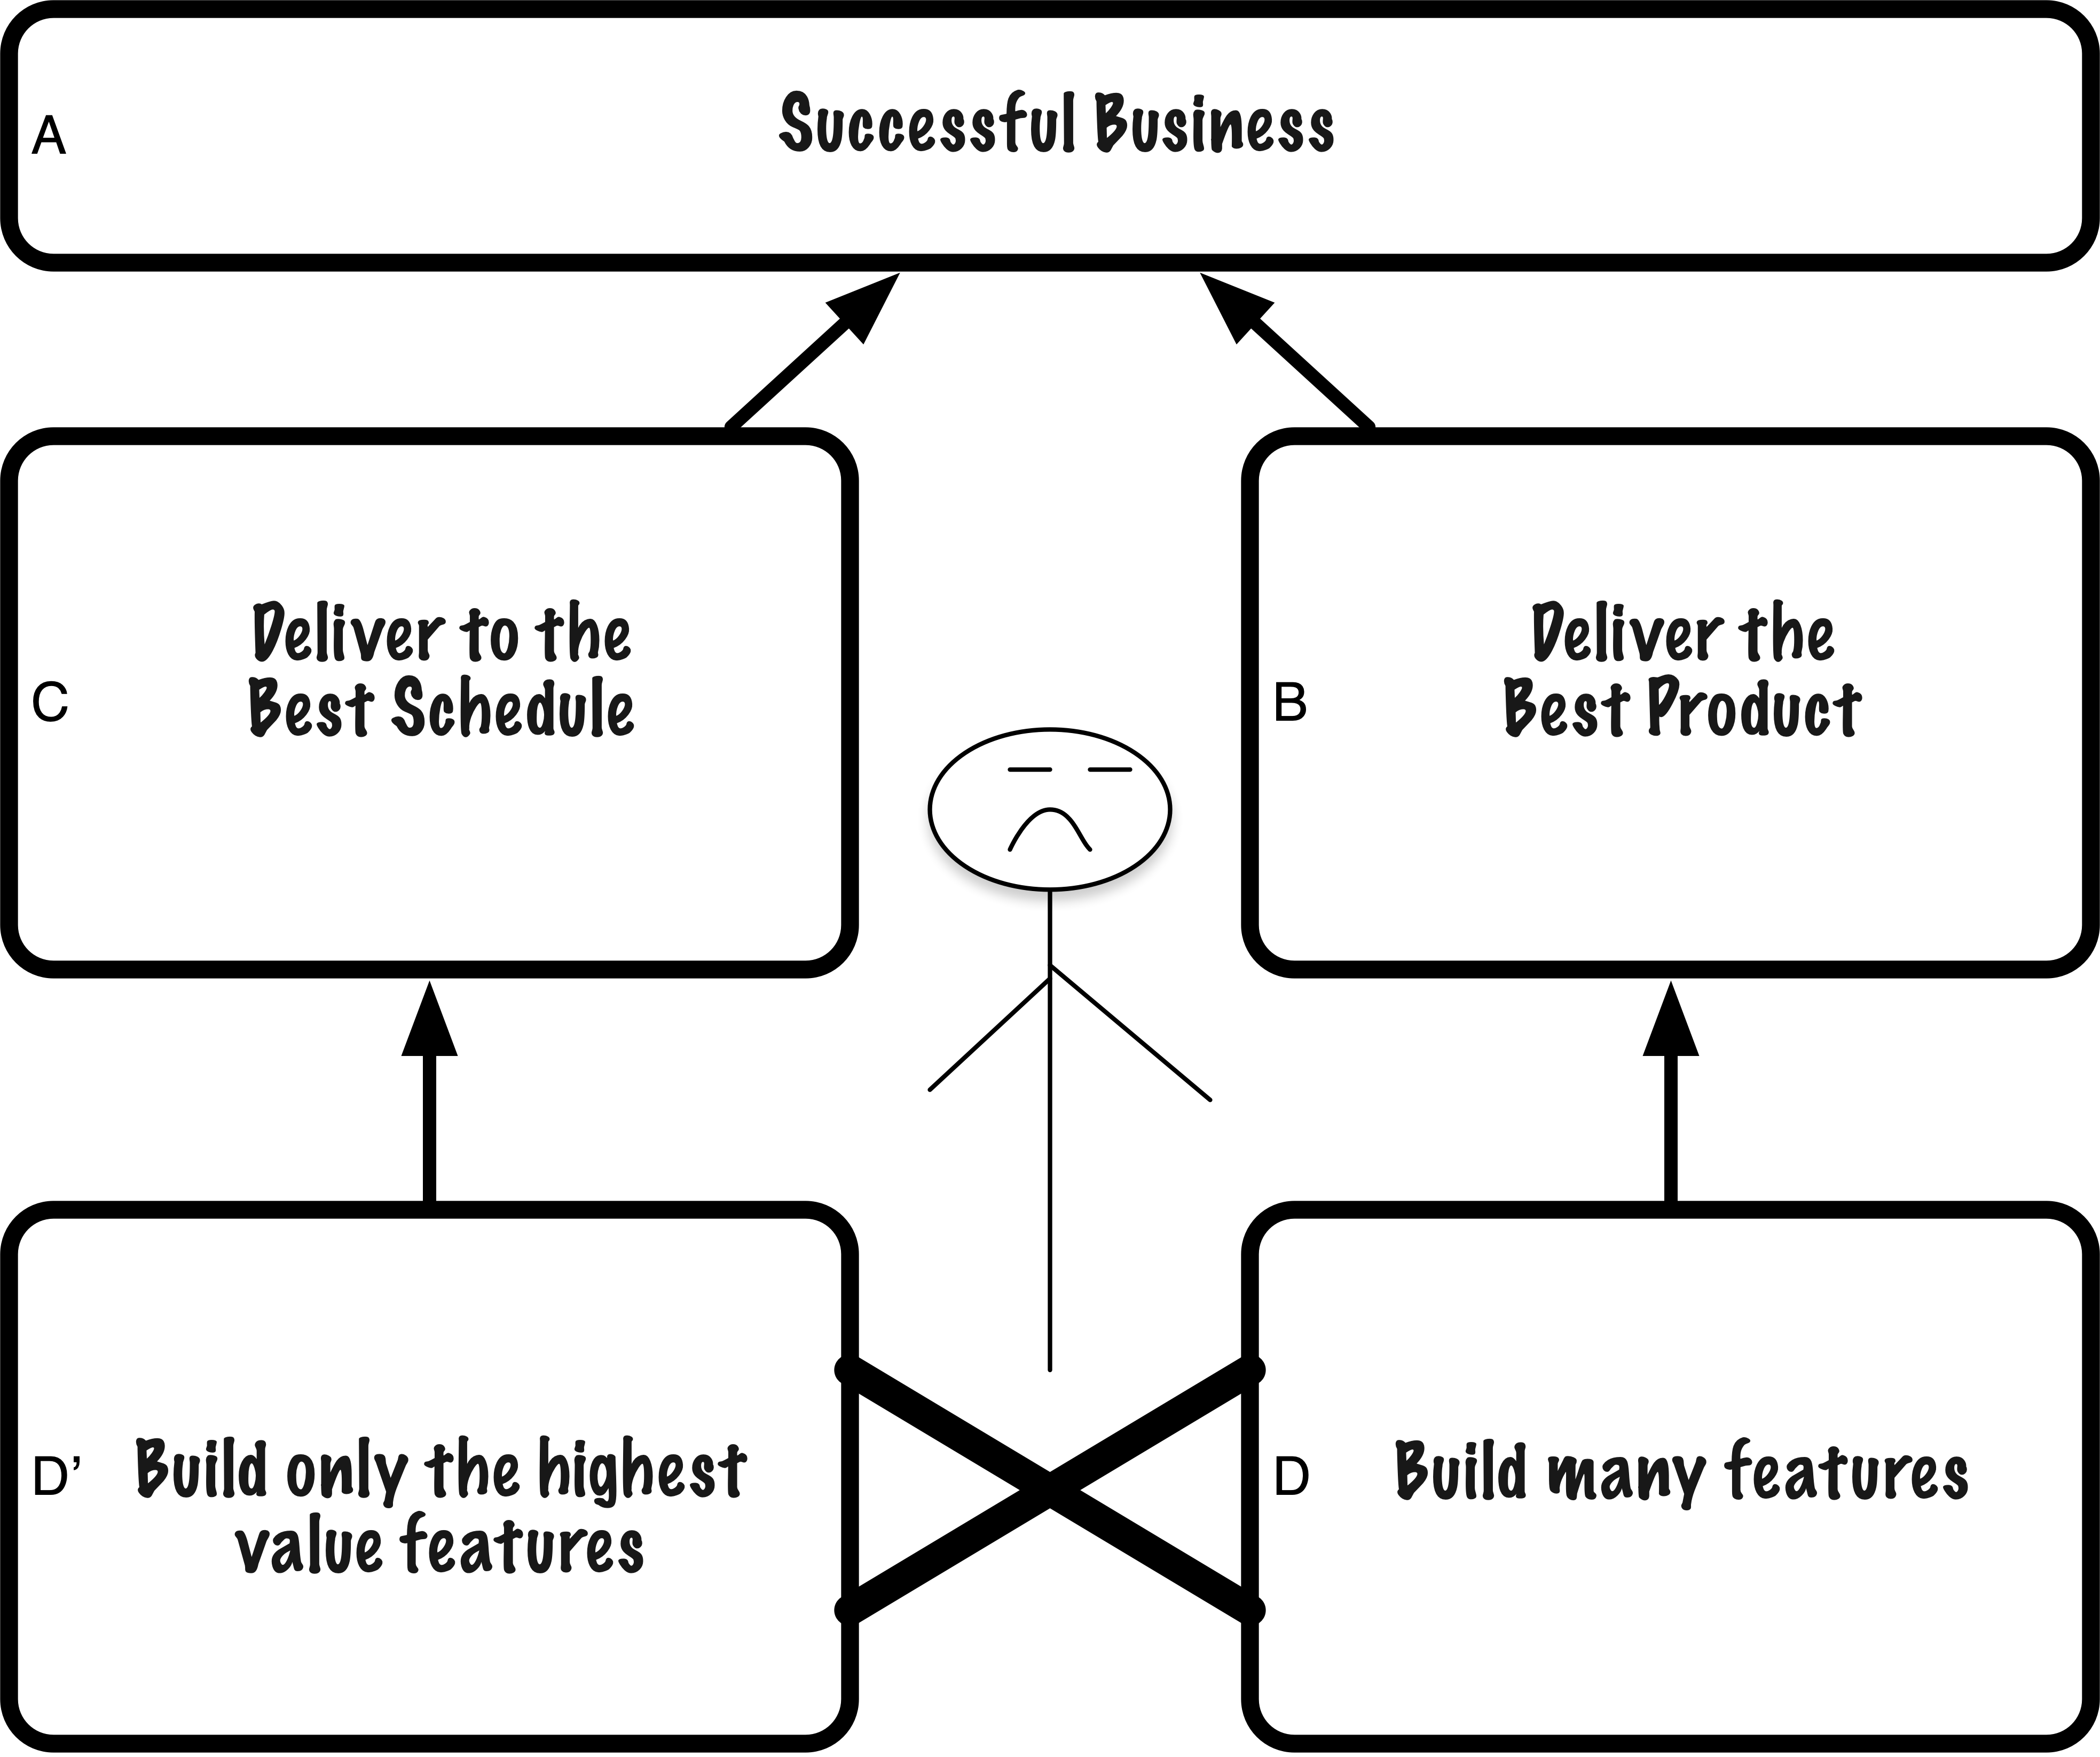 A
Successful Business
C
Deliver to the
Best Schedule
B
Deliver the
Best Product
D’
Build only the highest
value features
D
Build many features